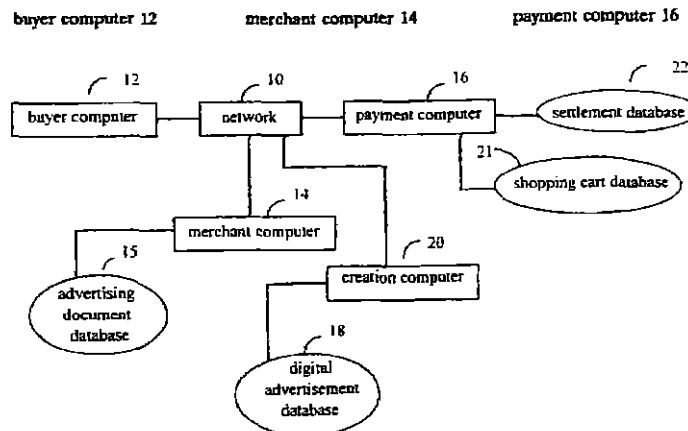 buyer computer 12 merchant computer 14 payment computer 16
12 10 16 22
buyer computer network payment computer settlement database
21
shopping cart database
14
merchant computer
15
20
creation computer
advertising
document
database
18
digital
advertisement
database